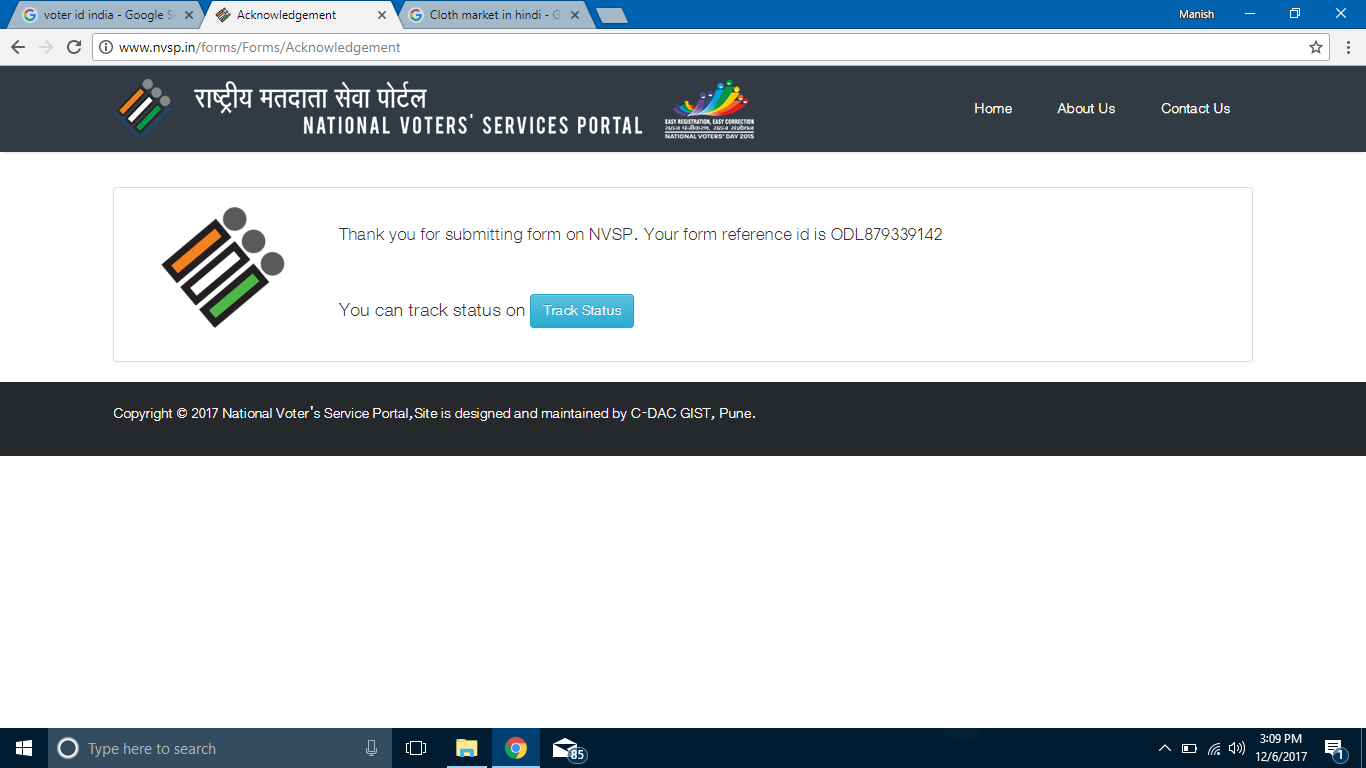 voter id india - Google S
Acknowledgement
Cloth market in hindi - G
Manish
www.nvsp.in/forms/Forms/Acknowledgement
राष्ट्रीय मतदाता सेवा पोर्टल
NATIONAL VOTERS' SERVICES PORTAL
EASY REGISTRATION, EASY CORRECTION
सहज पंजीकरण, सहज संशोधन
NATIONAL VOTERS' DAY 2015
Home
About Us
Contact Us
Thank you for submitting form on NVSP. Your form reference id is ODL879339142
You can track status on Track Status
Copyright © 2017 National Voter's Service Portal,Site is designed and maintained by C-DAC GIST, Pune.
Type here to search
85
3:09 PM
12/6/2017
1